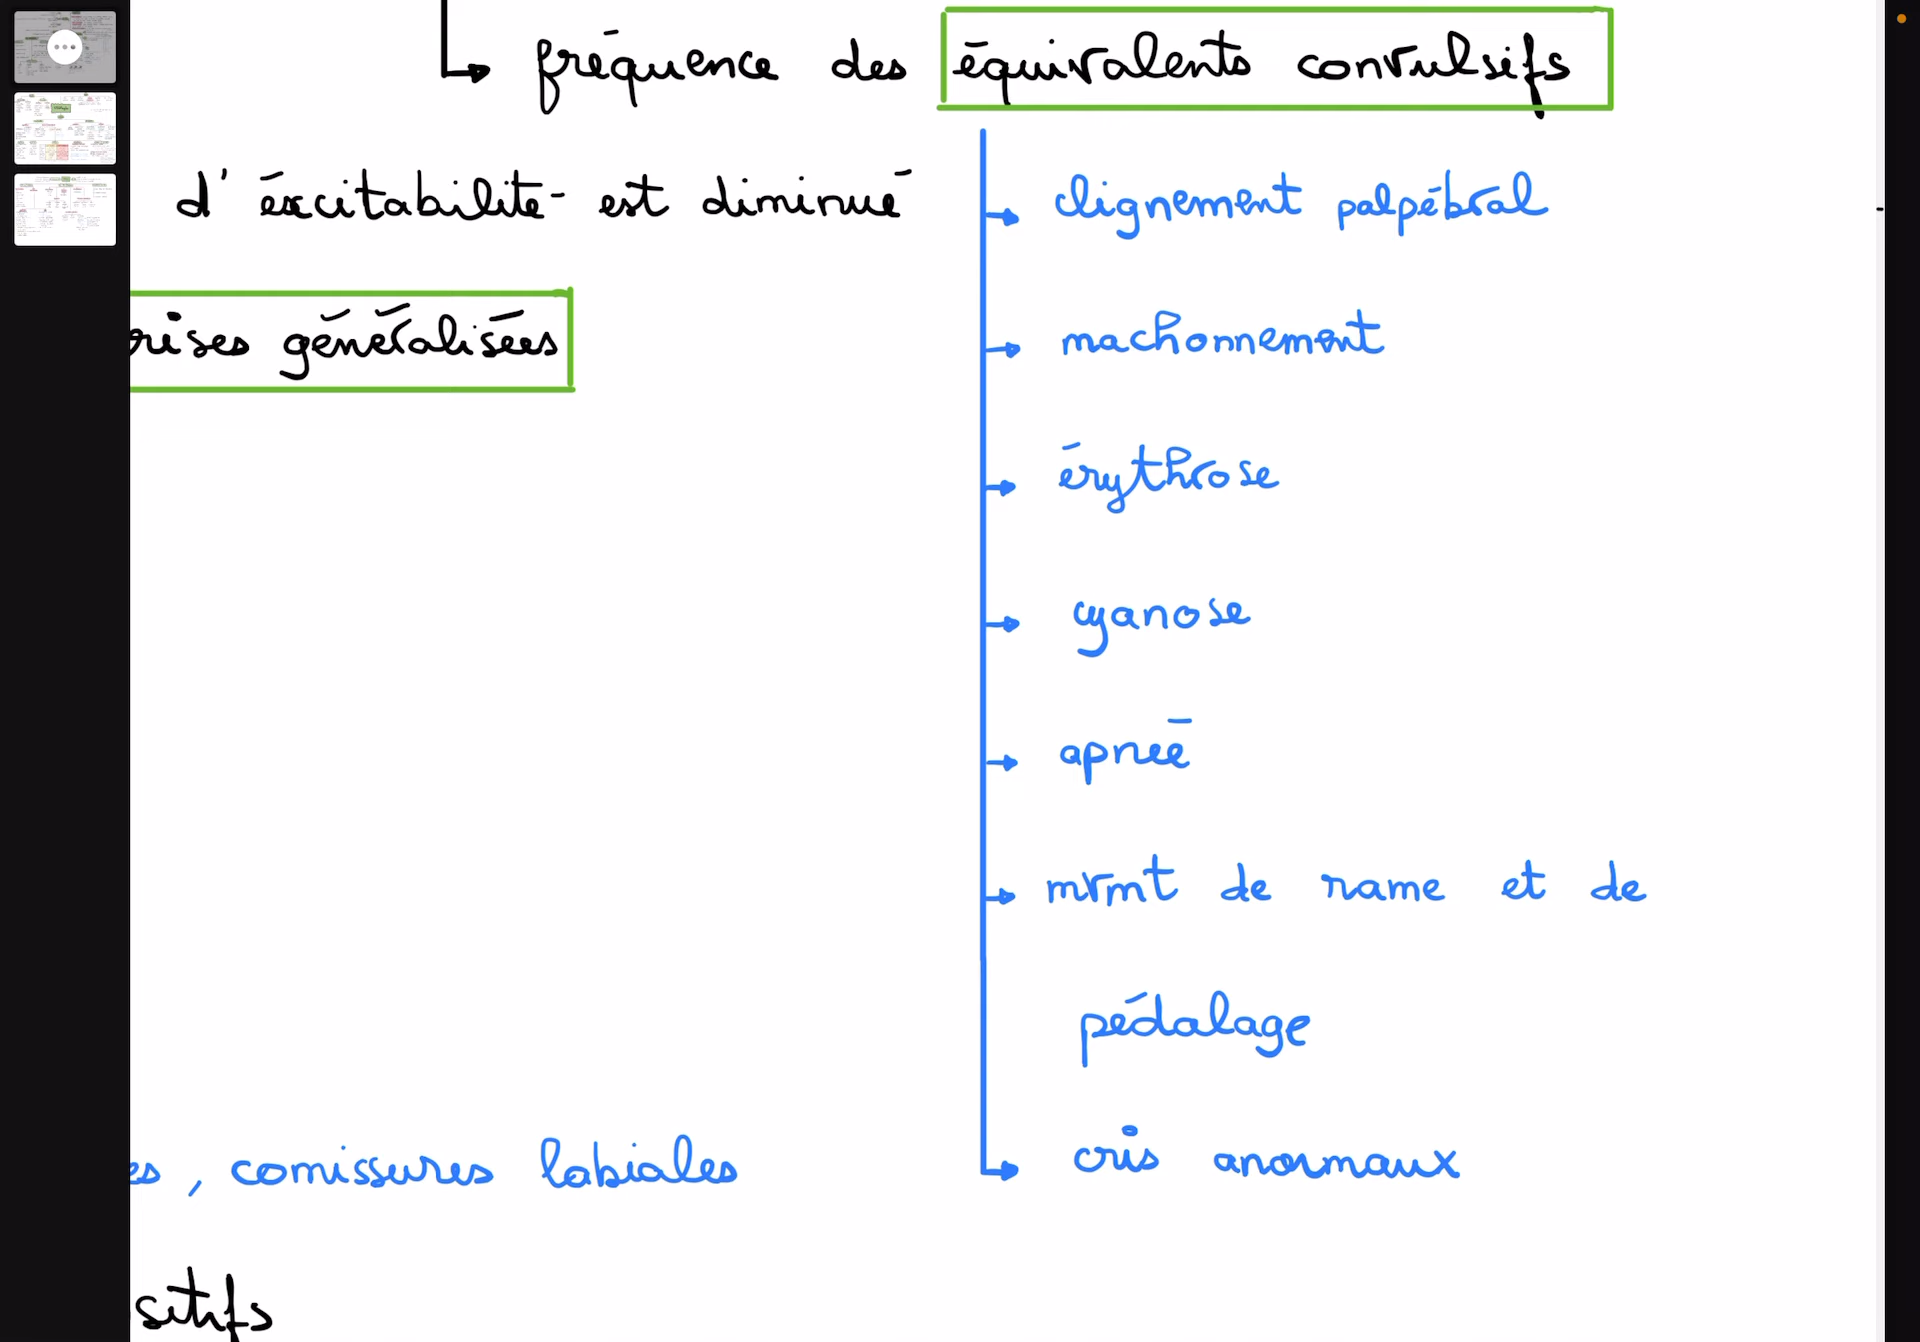 fréquence des équivalents convulsifs
d'éxcitabilité est diminué
clignement palpébral
rises généralisées
machonnement
érythrose
cyanose
apnée
mvmt de rame et de
pédalage
es, comissures labiales
cris anormaux
sitifs